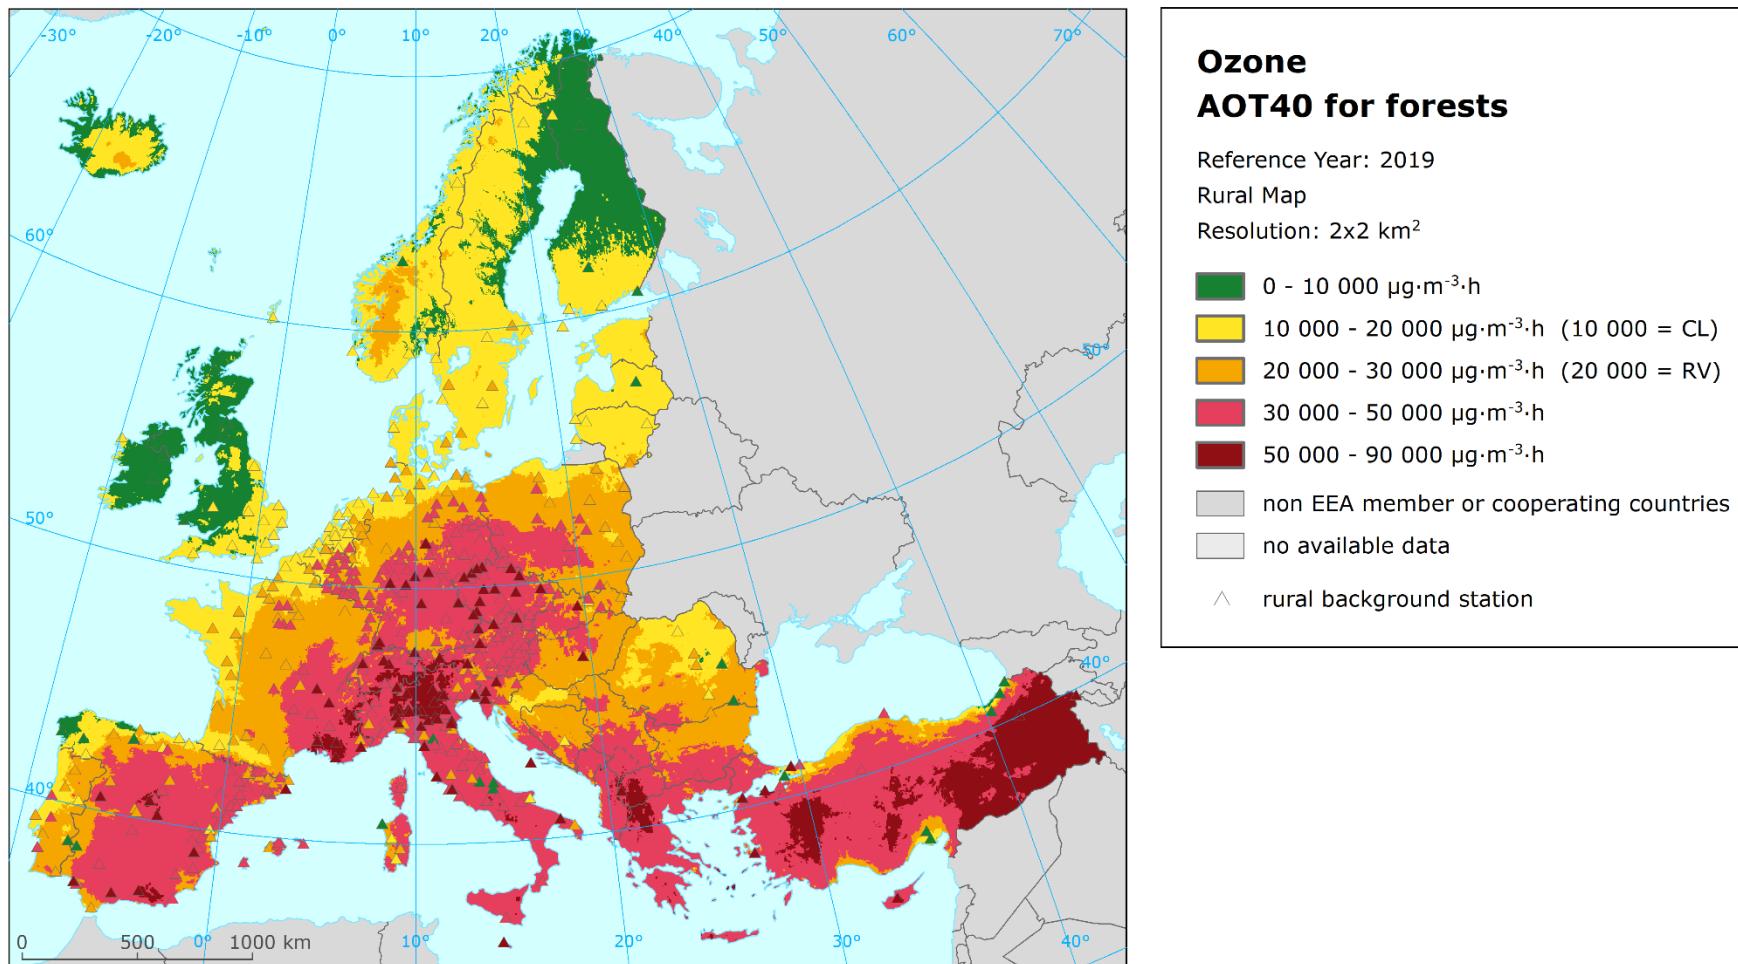 -30° -20° -10° 0° 10° 20° 30° 40° 50° 60° 70°
60°
50°
50°
40°
40°
0 500 0° 1000 km 10° 20° 30° 40°
Ozone
AOT40 for forests
Reference Year: 2019
Rural Map
Resolution: 2x2 km²
0 - 10 000 µg·m⁻³·h
10 000 - 20 000 µg·m⁻³·h (10 000 = CL)
20 000 - 30 000 µg·m⁻³·h (20 000 = RV)
30 000 - 50 000 µg·m⁻³·h
50 000 - 90 000 µg·m⁻³·h
non EEA member or cooperating countries
no available data
rural background station